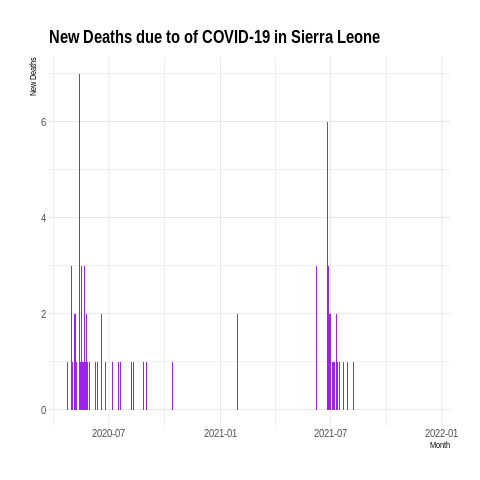 New Deaths due to of COVID-19 in Sierra Leone
New Deaths
6
4
2
0
2020-07
2021-01
2021-07
2022-01
Month